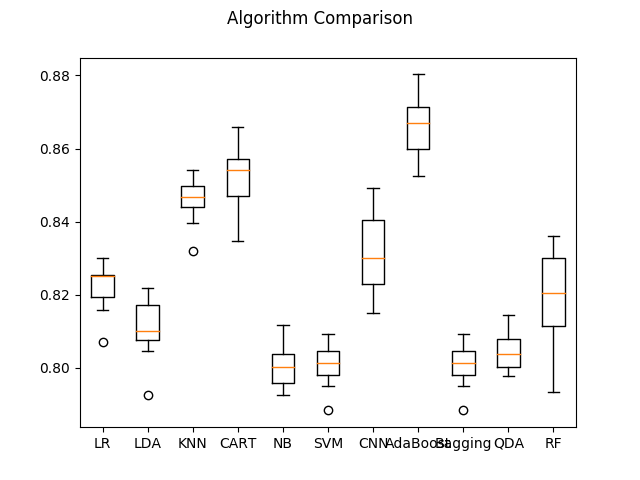 Algorithm Comparison
0.88
0.86
0.84
0.82
0.80
LR LDA KNN CART NB SVM CNN AdaBoost Bagging QDA RF